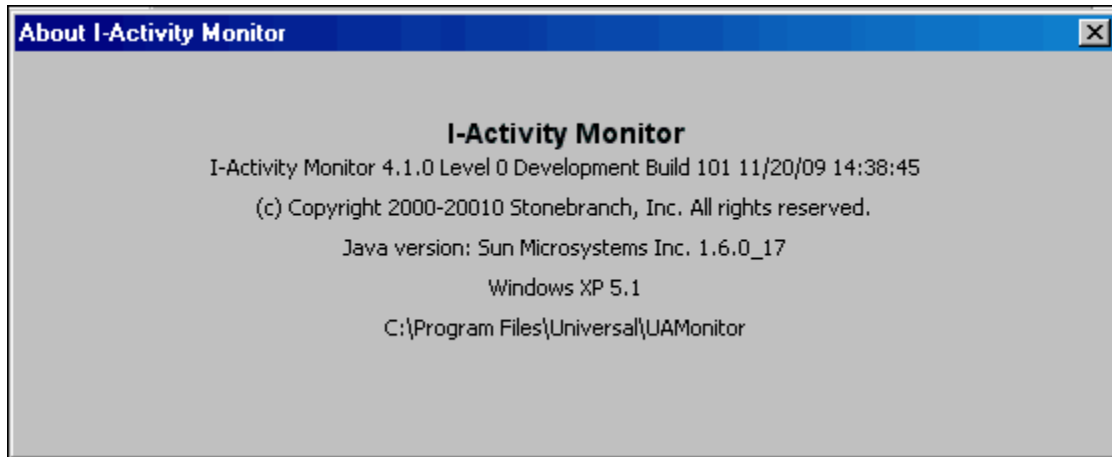 About I-Activity Monitor
I-Activity Monitor
I-Activity Monitor 4.1.0 Level 0 Development Build 101 11/20/09 14:38:45
(c) Copyright 2000-20010 Stonebranch, Inc. All rights reserved.
Java version: Sun Microsystems Inc. 1.6.0_17
Windows XP 5.1
C:\Program Files\Universal\UAMonitor